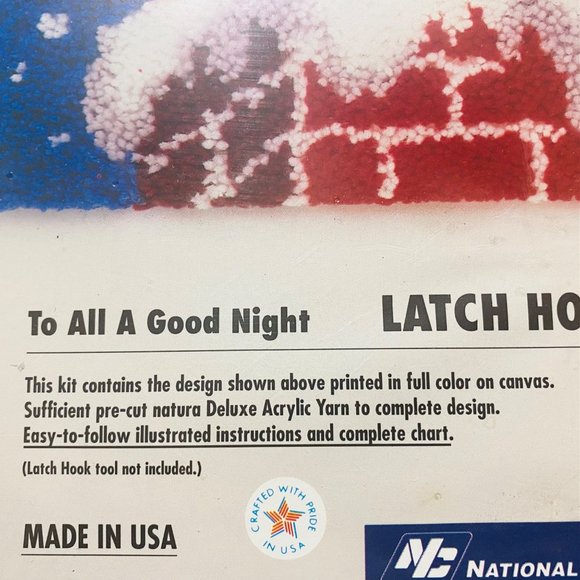 To All A Good Night
LATCH HO
This kit contains the design shown above printed in full color on canvas.
Sufficient pre-cut natura Deluxe Acrylic Yarn to complete design.
Easy-to-follow illustrated instructions and complete chart.
(Latch Hook tool not included.)
CRAFTED WITH PRIDE
IN USA
MADE IN USA
NC NATIONAL